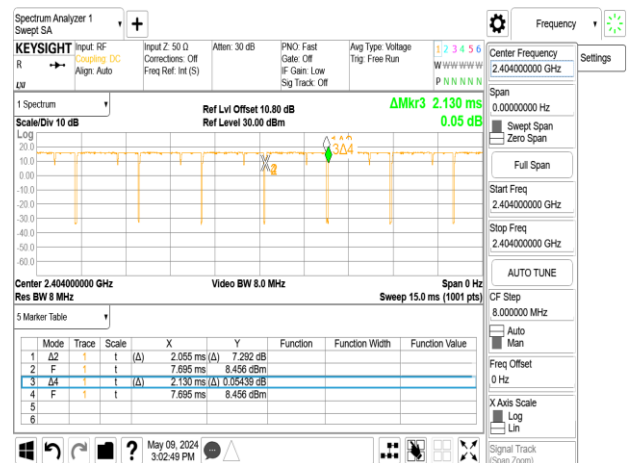 Spectrum Analyzer 1
Swept SA
Frequency
KEYSIGHT
R
Input: RF
Coupling: DC
Align: Auto
Input Z: 50 Ω
Corrections: Off
Freq Ref: Int (S)
Atten: 30 dB
PNO: Fast
Gate: Off
IF Gain: Low
Sig Track: Off
Avg Type: Voltage
Trig: Free Run
1 2 3 4 5 6
W W W W W W
P N N N N N
LXI
1 Spectrum
Scale/Div 10 dB
Ref Lvl Offset 10.80 dB
Ref Level 30.00 dBm
ΔMkr3 2.130 ms
0.05 dB
Log
20.0
10.0
0.00
-10.0
-20.0
-30.0
-40.0
-50.0
-60.0
3Δ4
Center 2.404000000 GHz
Res BW 8 MHz
Video BW 8.0 MHz
Span 0 Hz
Sweep 15.0 ms (1001 pts)
5 Marker Table
Mode Trace Scale X Y Function Function Width Function Value
1 Δ2 1 t (Δ) 2.055 ms (Δ) 7.292 dB
2 F 1 t 7.695 ms 8.456 dBm
3 Δ4 1 t (Δ) 2.130 ms (Δ) 0.05439 dB
4 F 1 t 7.695 ms 8.456 dBm
5
6
May 09, 2024
3:02:49 PM
Center Frequency
2.404000000 GHz
Settings
Span
0.00000000 Hz
Swept Span
Zero Span
Full Span
Start Freq
2.404000000 GHz
Stop Freq
2.404000000 GHz
AUTO TUNE
CF Step
8.000000 MHz
Auto
Man
Freq Offset
0 Hz
X Axis Scale
Log
Lin
Signal Track
(Span Zoom)